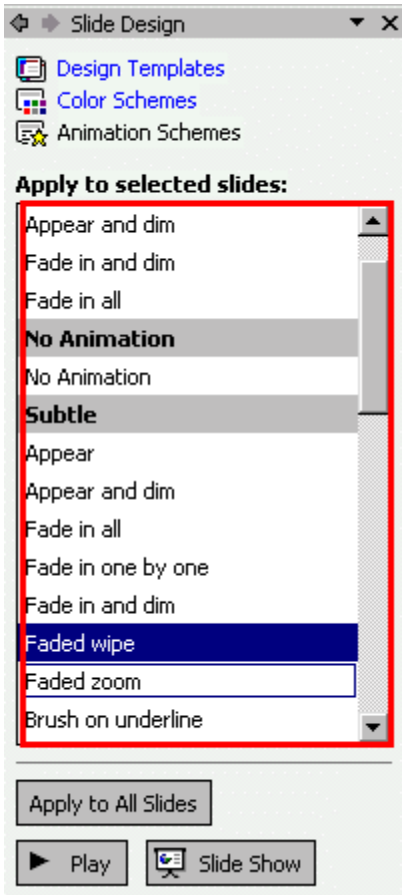 Slide Design
Design Templates
Color Schemes
Animation Schemes
Apply to selected slides:
Appear and dim
Fade in and dim
Fade in all
No Animation
No Animation
Subtle
Appear
Appear and dim
Fade in all
Fade in one by one
Fade in and dim
Faded wipe
Faded zoom
Brush on underline
Apply to All Slides
Play Slide Show